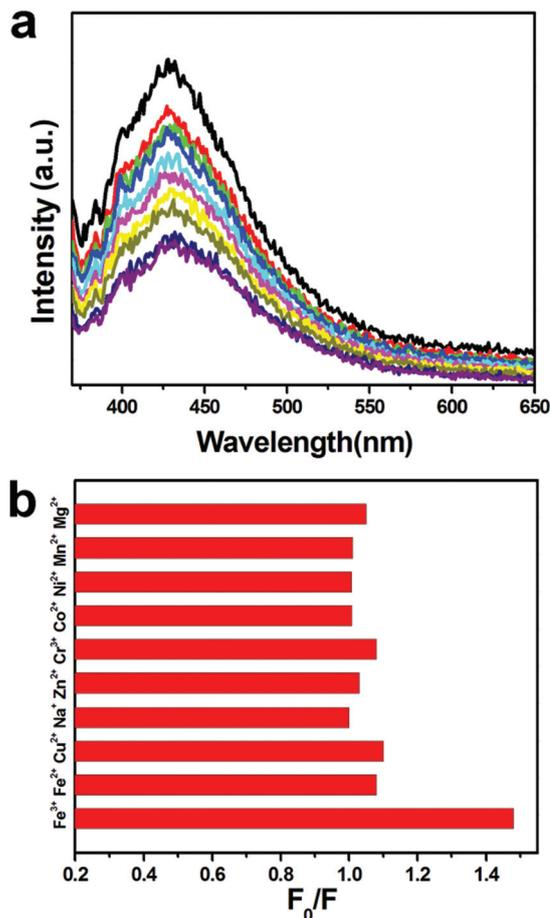 a
Intensity (a.u.)
400 450 500 550 600 650
Wavelength(nm)
b
Mg²⁺
Mn²⁺
Ni²⁺
Co²⁺
Cr³⁺
Zn²⁺
Na⁺
Cu²⁺
Fe²⁺
Fe³⁺
0.2 0.4 0.6 0.8 1.0 1.2 1.4
F₀/F